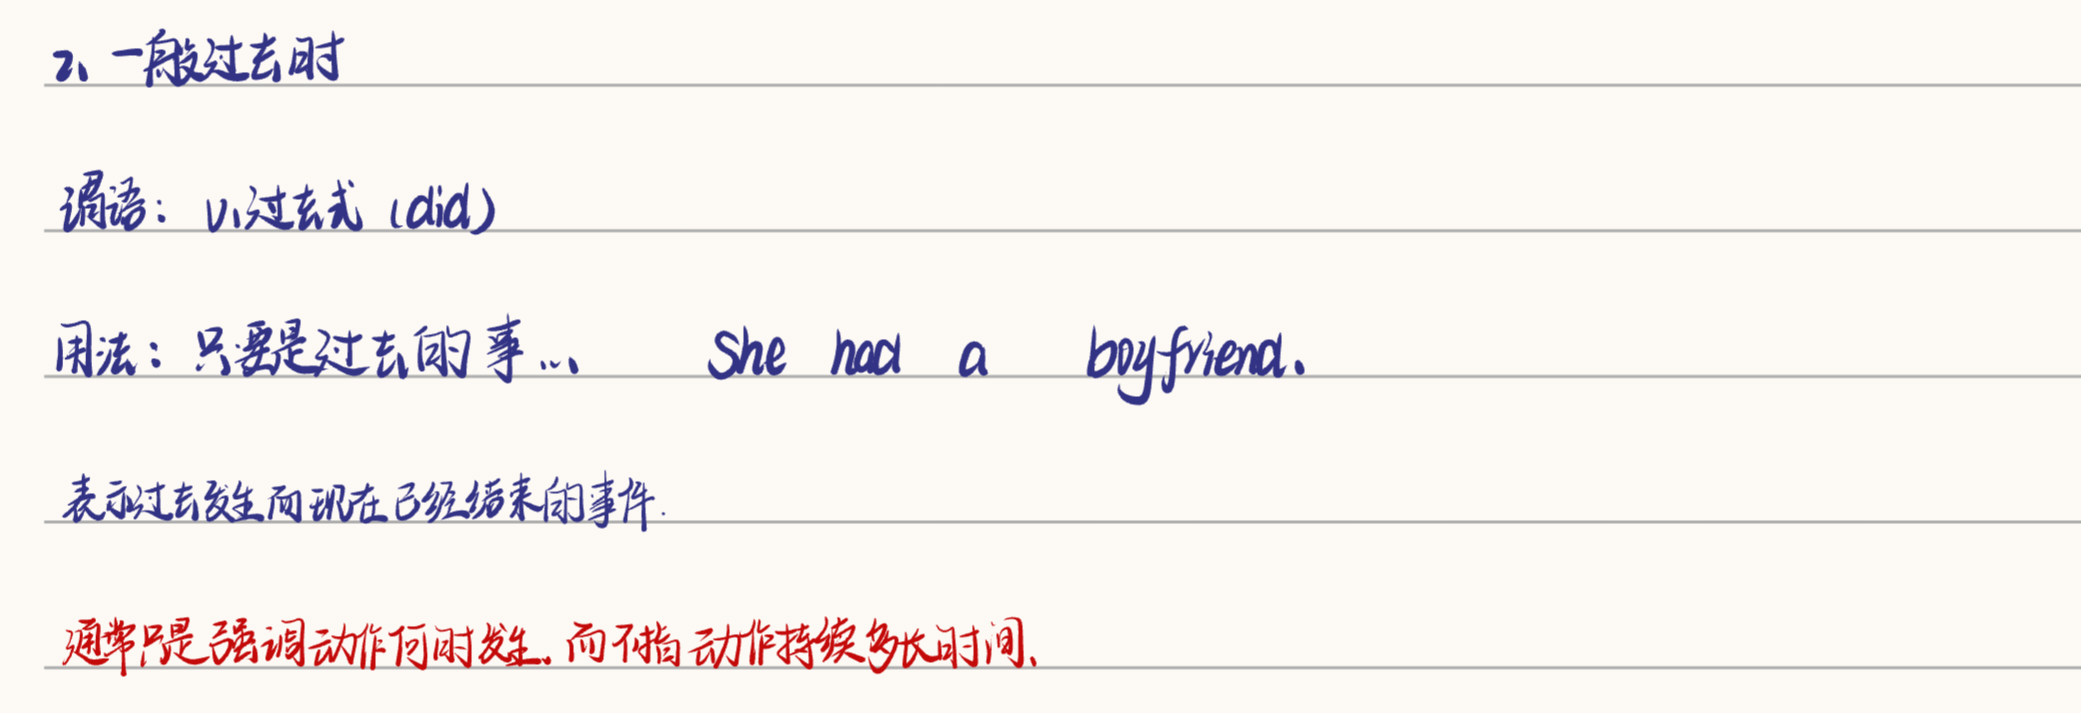 2、一般过去时
谓语：v.过去式（did）
用法：只要是过去的事... She had a boyfriend.
表示过去发生而现在已经结束的事件.
通常只是强调动作何时发生.而不指动作持续多长时间.